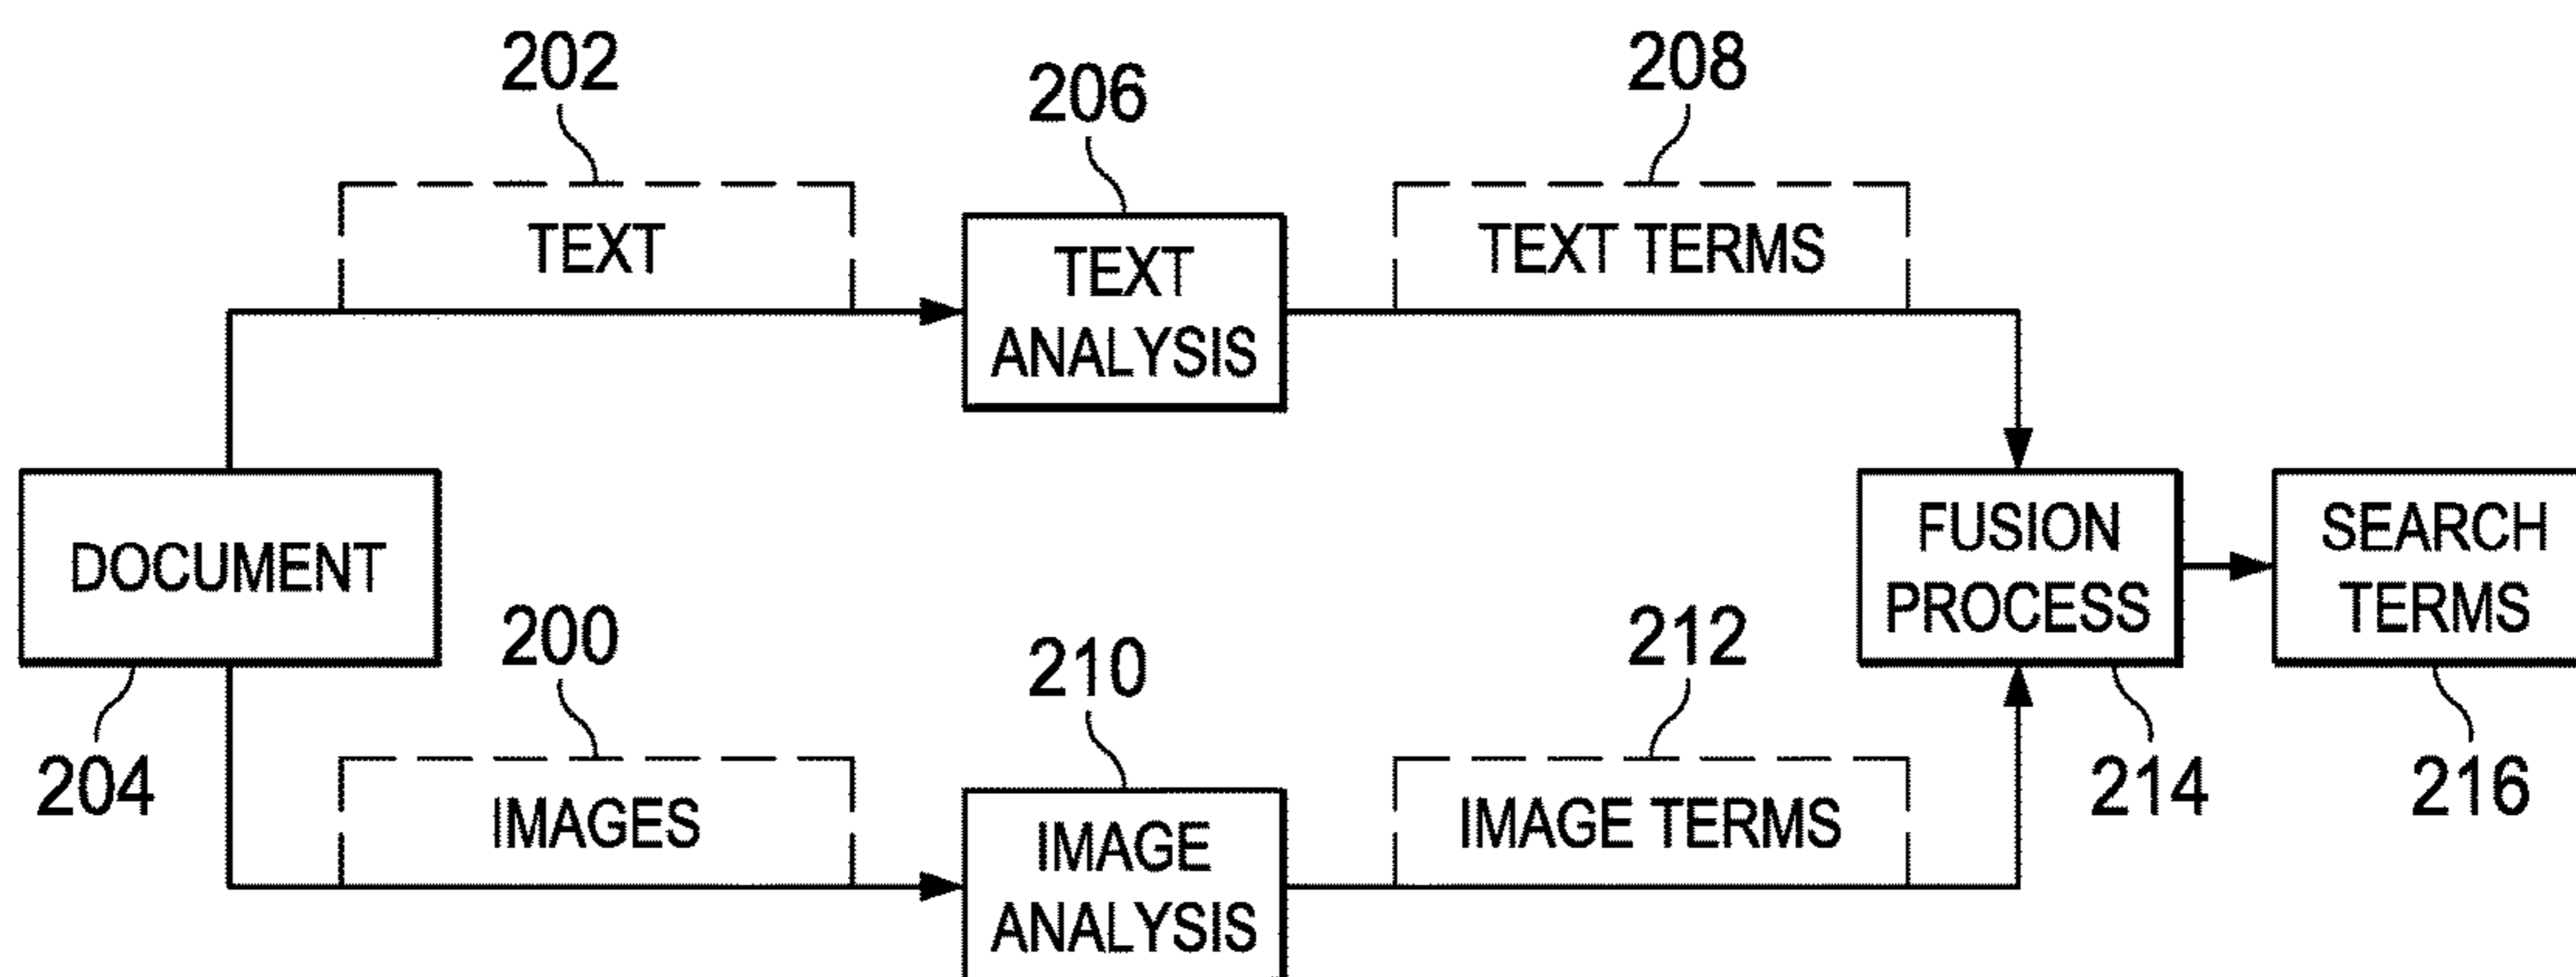 202
206
208
TEXT
TEXT
ANALYSIS
TEXT TERMS
DOCUMENT
204
200
210
212
IMAGES
IMAGE
ANALYSIS
IMAGE TERMS
FUSION
PROCESS
214
SEARCH
TERMS
216